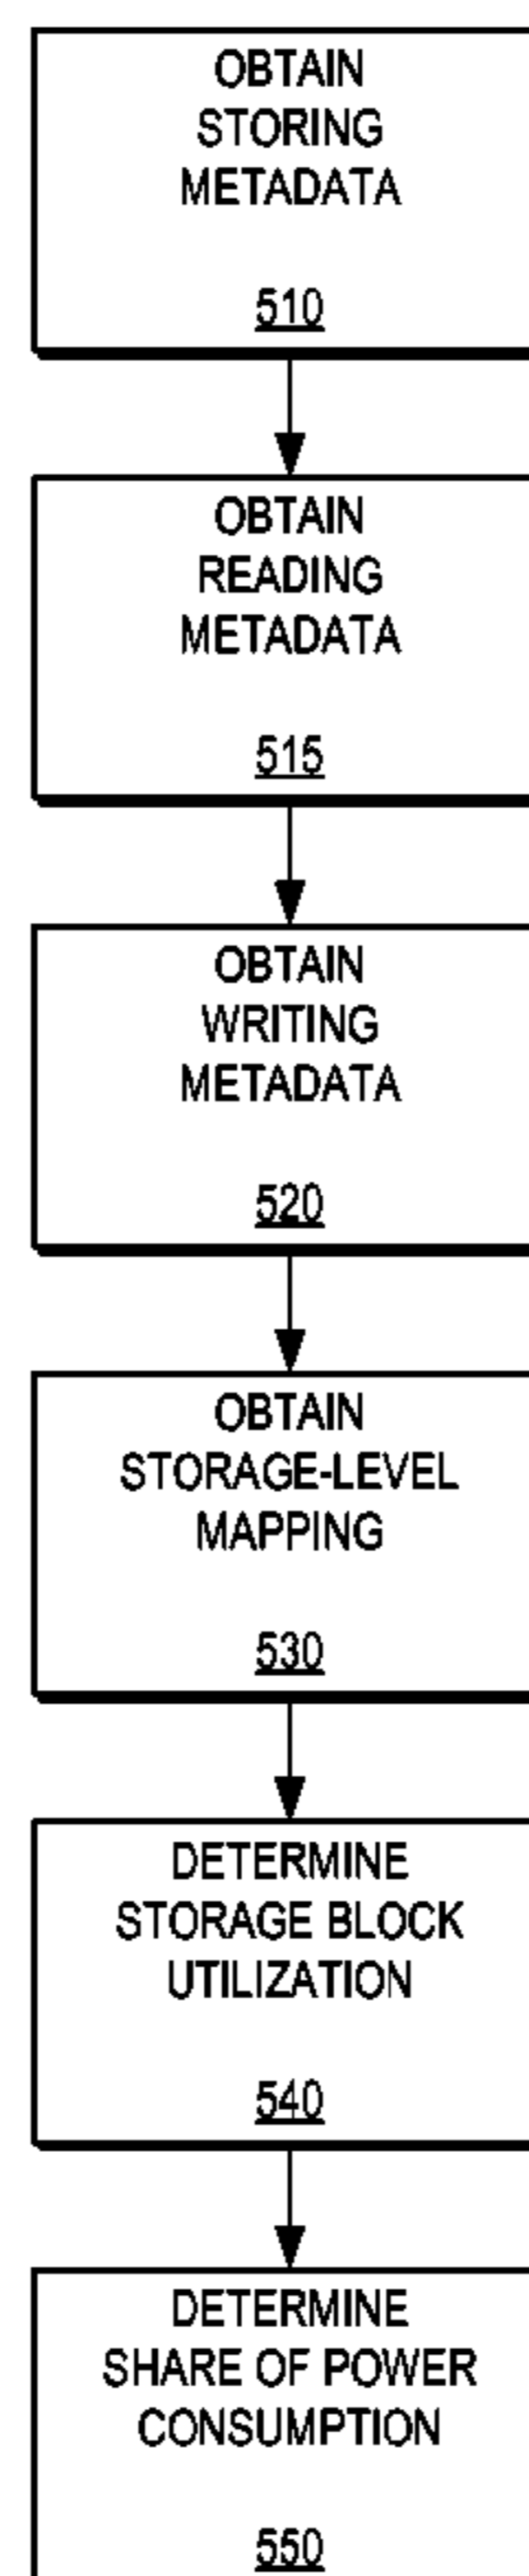 OBTAIN
STORING
METADATA
510
OBTAIN
READING
METADATA
515
OBTAIN
WRITING
METADATA
520
OBTAIN
STORAGE-LEVEL
MAPPING
530
DETERMINE
STORAGE BLOCK
UTILIZATION
540
DETERMINE
SHARE OF POWER
CONSUMPTION
550